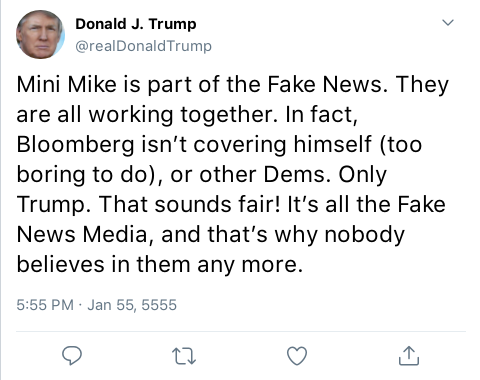 Donald J. Trump
@realDonaldTrump
Mini Mike is part of the Fake News. They
are all working together. In fact,
Bloomberg isn’t covering himself (too
boring to do), or other Dems. Only
Trump. That sounds fair! It’s all the Fake
News Media, and that’s why nobody
believes in them any more.
5:55 PM · Jan 55, 5555